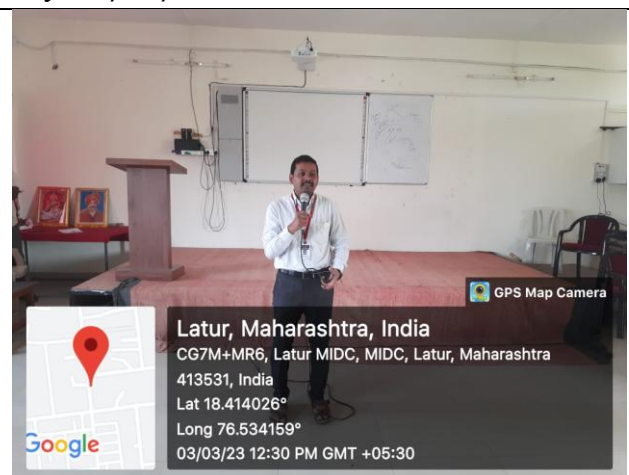 GPS Map Camera
Latur, Maharashtra, India
CG7M+MR6, Latur MIDC, MIDC, Latur, Maharashtra
413531, India
Lat 18.414026°
Long 76.534159°
03/03/23 12:30 PM GMT +05:30
Google